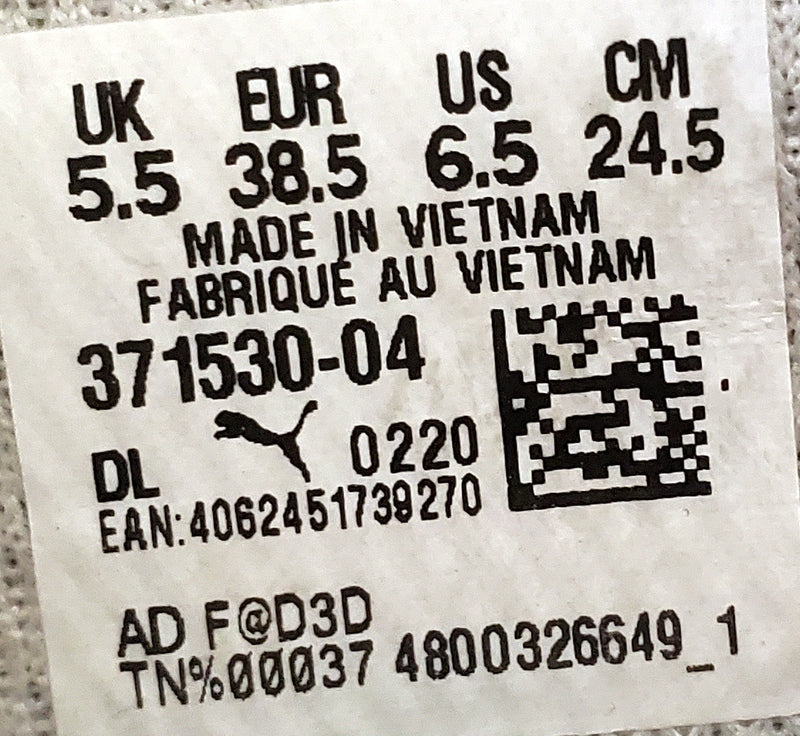 UK EUR US CM
5.5 38.5 6.5 24.5
MADE IN VIETNAM
FABRIQUÉ AU VIETNAM
371530-04
DL 0220
EAN:4062451739270
AD F@D3D
TN%00037 4800326649_1